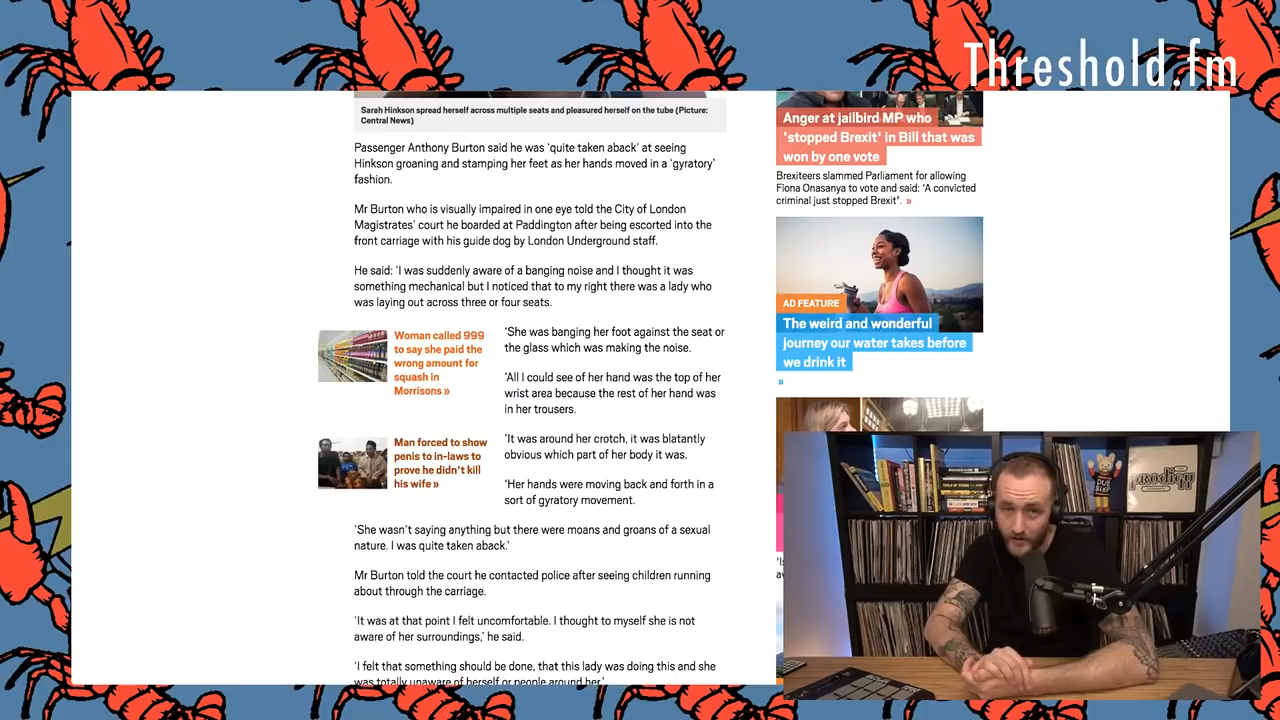 Threshold.fm
Sarah Hinkson spread herself across multiple seats and pleasured herself on the tube (Picture:
Central News)
Passenger Anthony Burton said he was ‘quite taken aback’ at seeing
Hinkson groaning and stamping her feet as her hands moved in a ‘gyratory’
fashion.
Mr Burton who is visually impaired in one eye told the City of London
Magistrates’ court he boarded at Paddington after being escorted into the
front carriage with his guide dog by London Underground staff.
He said: ‘I was suddenly aware of a banging noise and I thought it was
something mechanical but I noticed that to my right there was a lady who
was laying out across three or four seats.
Woman called 999
to say she paid the
wrong amount for
squash in
Morrisons »
Man forced to show
penis to in-laws to
prove he didn't kill
his wife »
‘She was banging her foot against the seat or
the glass which was making the noise.
‘All I could see of her hand was the top of her
wrist area because the rest of her hand was
in her trousers.
‘It was around her crotch, it was blatantly
obvious which part of her body it was.
‘Her hands were moving back and forth in a
sort of gyratory movement.
‘She wasn’t saying anything but there were moans and groans of a sexual
nature. I was quite taken aback.’
Mr Burton told the court he contacted police after seeing children running
about through the carriage.
‘It was at that point I felt uncomfortable. I thought to myself she is not
aware of her surroundings,’ he said.
‘I felt that something should be done, that this lady was doing this and she
was totally unaware of herself or people around her.’
Anger at jailbird MP who
'stopped Brexit' in Bill that was
won by one vote
Brexiteers slammed Parliament for allowing
Fiona Onasanya to vote and said: 'A convicted
criminal just stopped Brexit'. »
AD FEATURE
The weird and wonderful
journey our water takes before
we drink it
»
prodigy